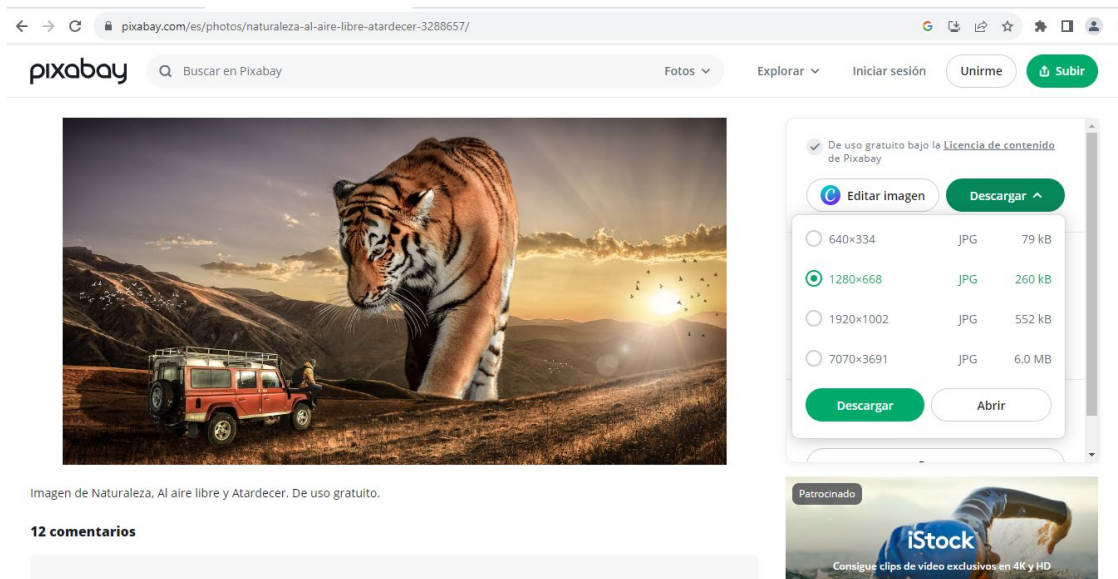 pixabay.com/es/photos/naturaleza-al-aire-libre-atardecer-3288657/
pixabay
Buscar en Pixabay
Fotos
Explorar
Iniciar sesión
Unirme
Subir
De uso gratuito bajo la Licencia de contenido
de Pixabay
Editar imagen
Descargar
640×334 JPG 79 kB
1280×668 JPG 260 kB
1920×1002 JPG 552 kB
7070×3691 JPG 6.0 MB
Descargar
Abrir
Imagen de Naturaleza, Al aire libre y Atardecer. De uso gratuito.
12 comentarios
Patrocinado
iStock
Consigue clips de vídeo exclusivos en 4K y HD